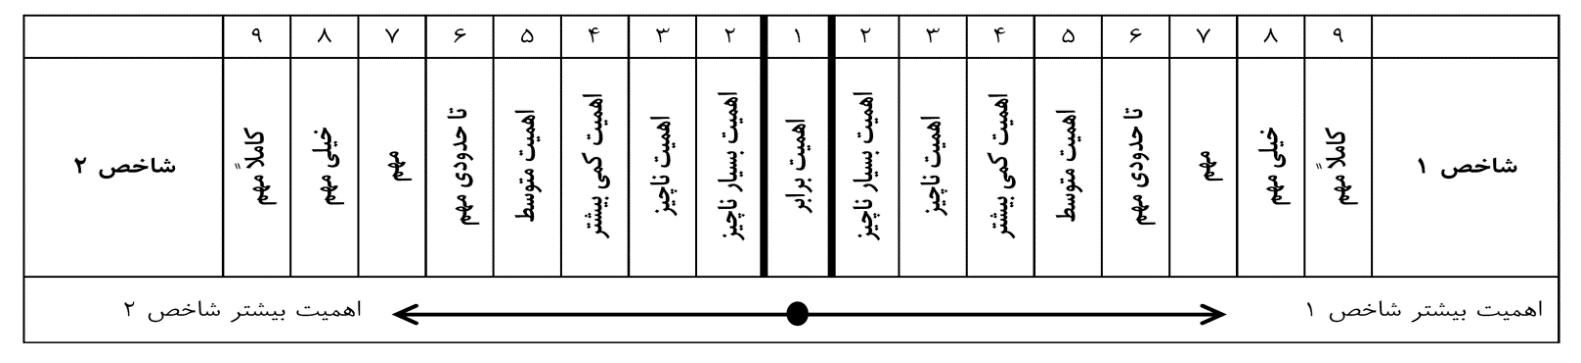 ۹ ۸ ۷ ۶ ۵ ۴ ۳ ۲ ۱ ۲ ۳ ۴ ۵ ۶ ۷ ۸ ۹
شاخص ۱
کاملاً مهم
خیلی مهم
مهم
تا حدودی مهم
اهمیت متوسط
اهمیت کمی بیشتر
اهمیت ناچیز
اهمیت بسیار ناچیز
اهمیت برابر
اهمیت بسیار ناچیز
اهمیت ناچیز
اهمیت کمی بیشتر
اهمیت متوسط
تا حدودی مهم
مهم
خیلی مهم
کاملاً مهم
شاخص ۲
اهمیت بیشتر شاخص ۱
اهمیت بیشتر شاخص ۲